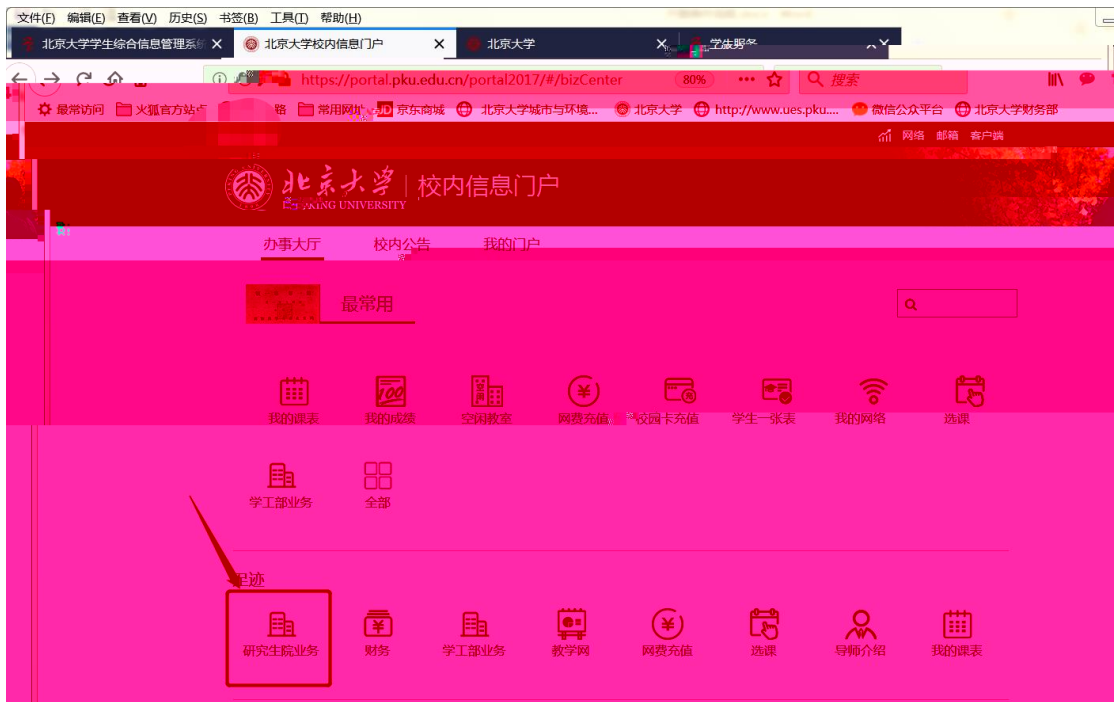 文件(F) 编辑(E) 查看(V) 历史(S) 书签(B) 工具(T) 帮助(H)
北京大学学生综合信息管理系统 北京大学校内信息门户 北京大学
https://portal.pku.edu.cn/portal2017/#/bizCenter 80% 搜索
最常访问 火狐官方站点 常用网址 JD 京东商城 北京大学城市与环境... 北京大学 http://www.ues.pku.... 微信公众平台 北京大学财务部
网络 邮箱 客户端
北京大学 校内信息门户
PEKING UNIVERSITY
办事大厅 校内公告 我的门户
最常用
我的课表 我的成绩 空闲教室 网费充值 校园卡充值 学生一张表 我的网络 选课
学工部业务 全部
足迹
研究生院业务 财务 学工部业务 教学网 网费充值 选课 导师介绍 我的课表